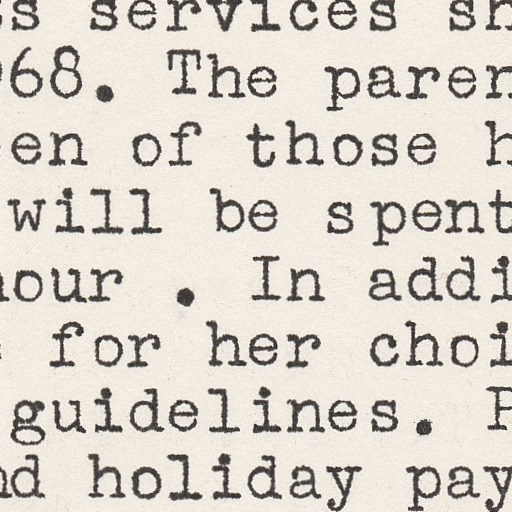 s services sh
968. The paren
en of those h
will be spent
hour . In addi
for her choi
guidelines. P
nd holiday pay